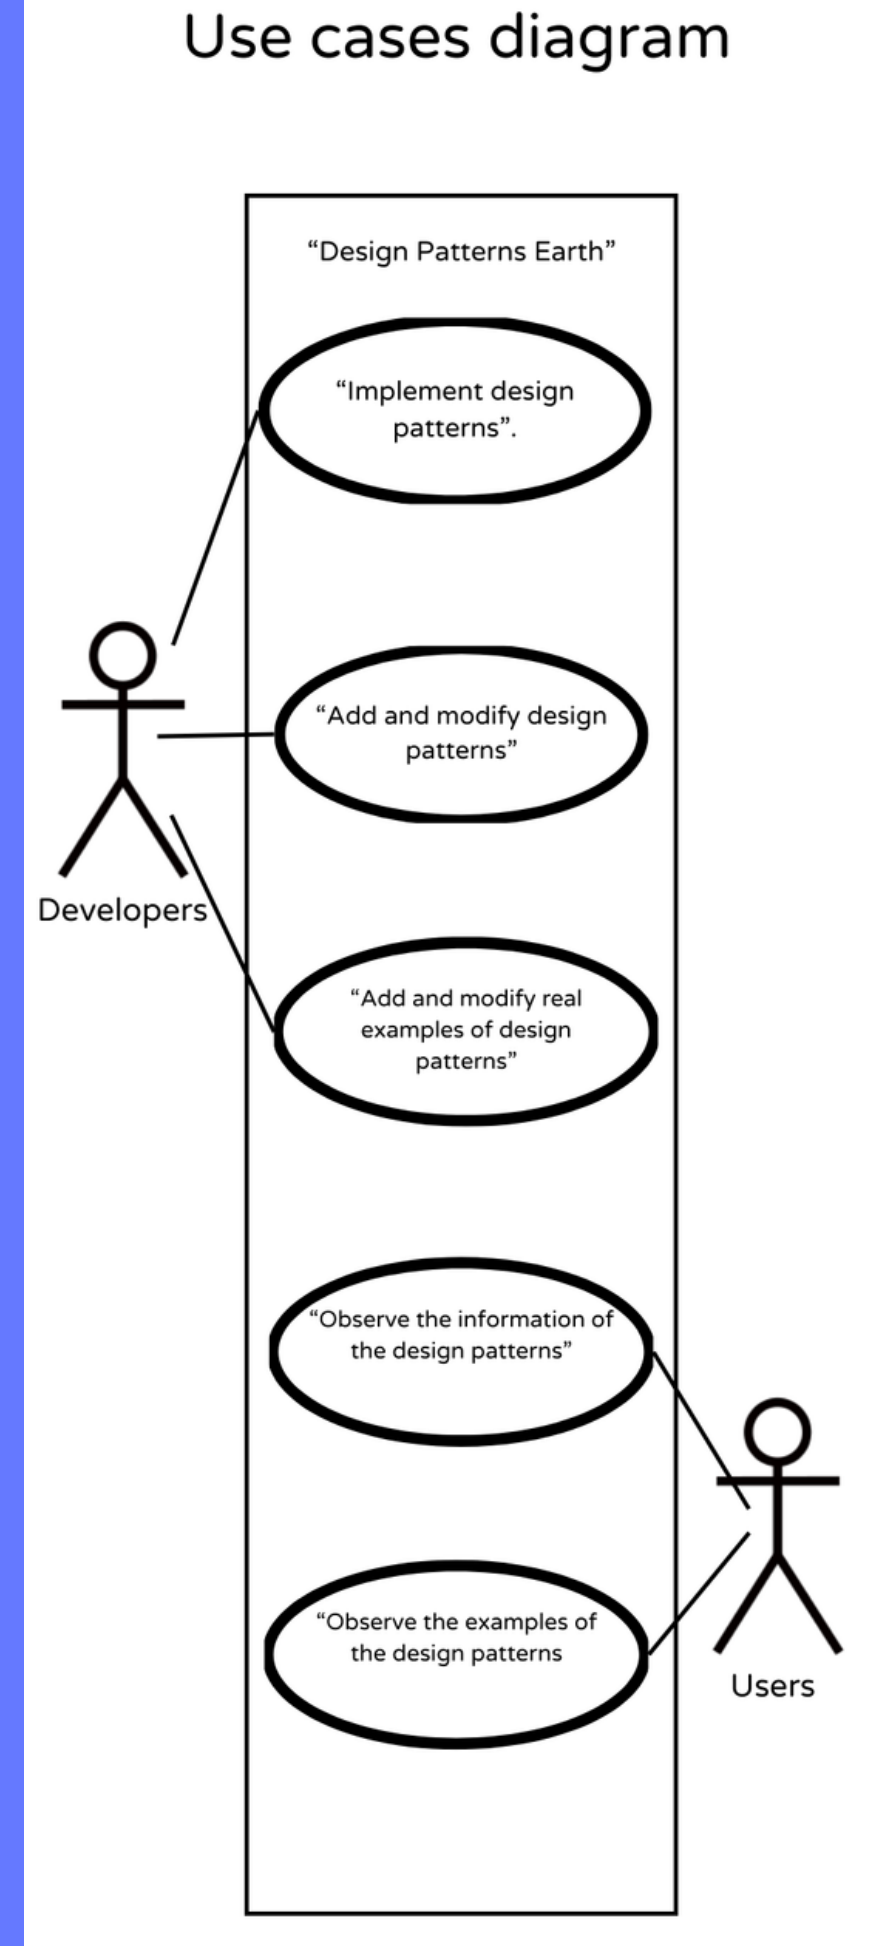 Use cases diagram
“Design Patterns Earth”
“Implement design
patterns”.
“Add and modify design
patterns”
Developers
“Add and modify real
examples of design
patterns”
“Observe the information of
the design patterns”
“Observe the examples of
the design patterns
Users